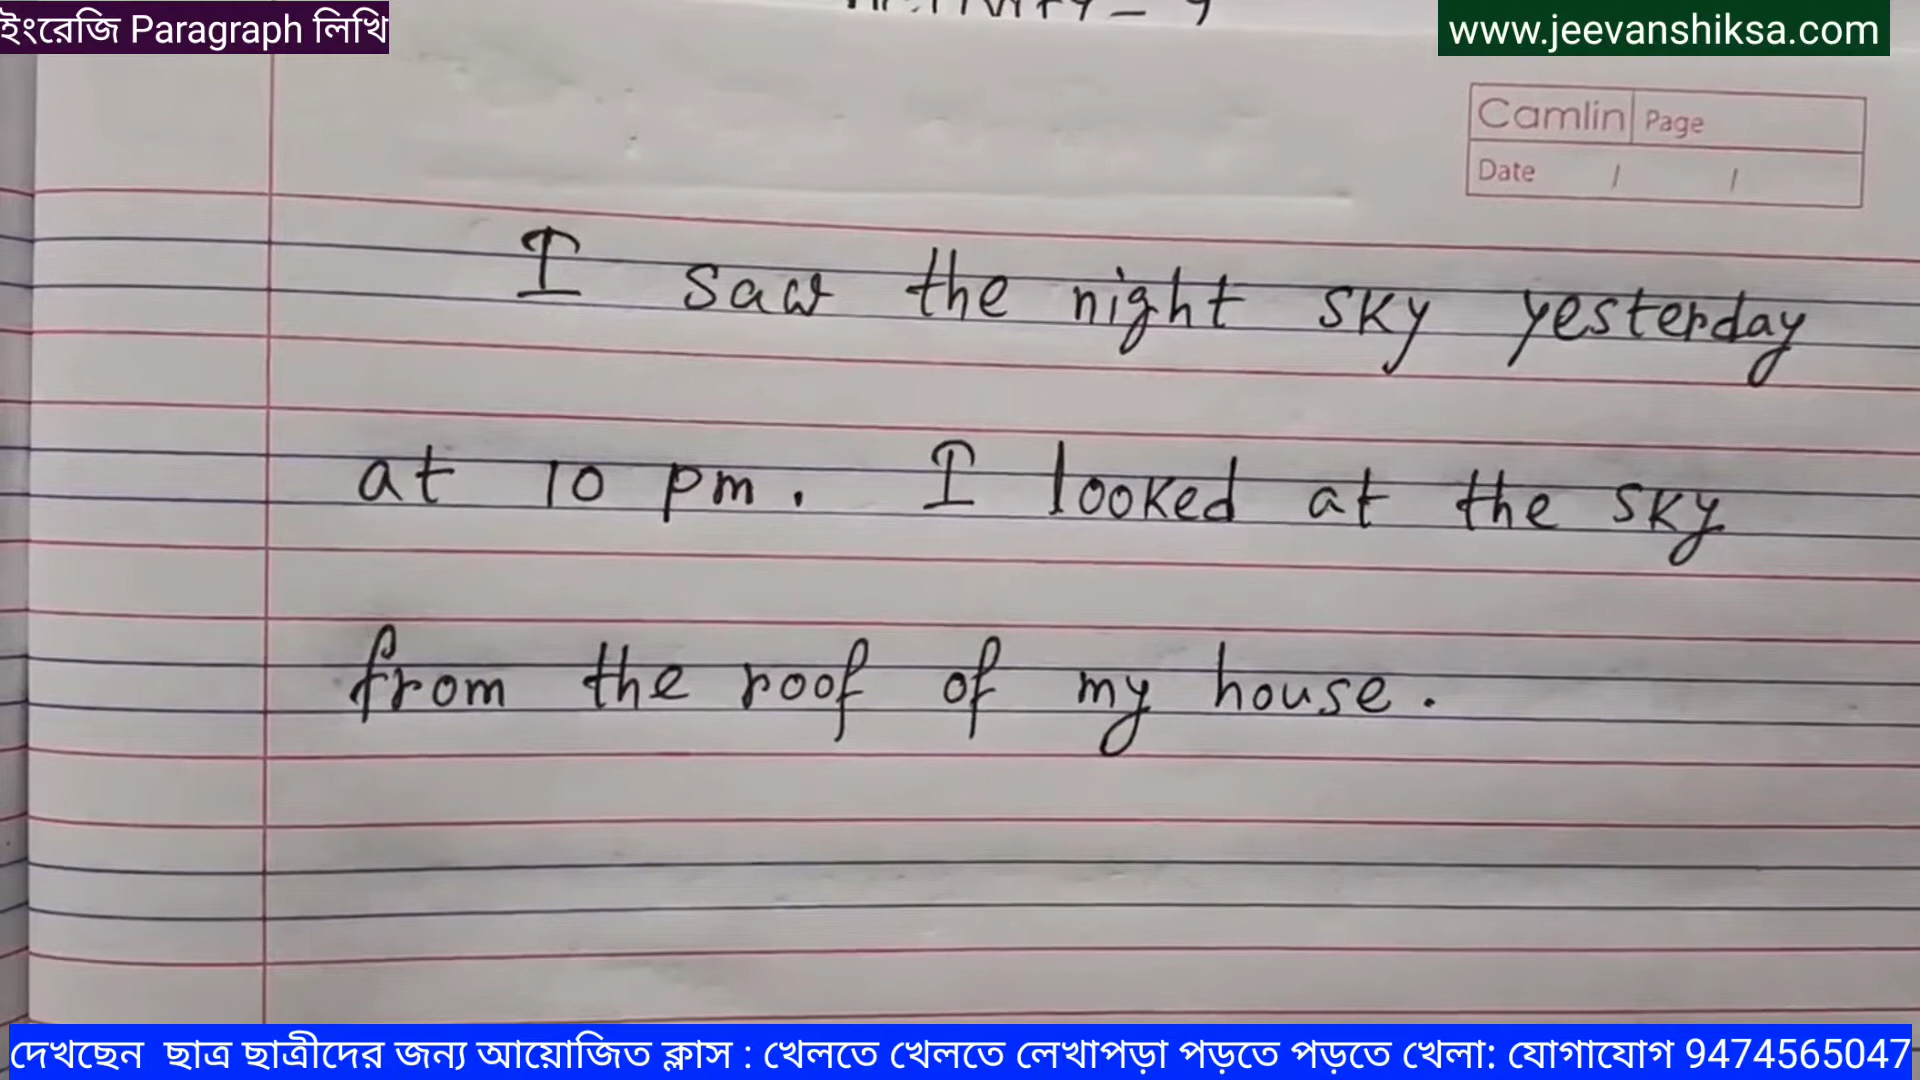 ইংরেজি Paragraph লিখি
www.jeevanshiksa.com
Camlin Page
Date / /
I saw the night sky yesterday
at 10 pm. I looked at the sky
from the roof of my house.
দেখছেন ছাত্র ছাত্রীদের জন্য আয়োজিত ক্লাস : খেলতে খেলতে লেখাপড়া পড়তে পড়তে খেলা: যোগাযোগ 9474565047